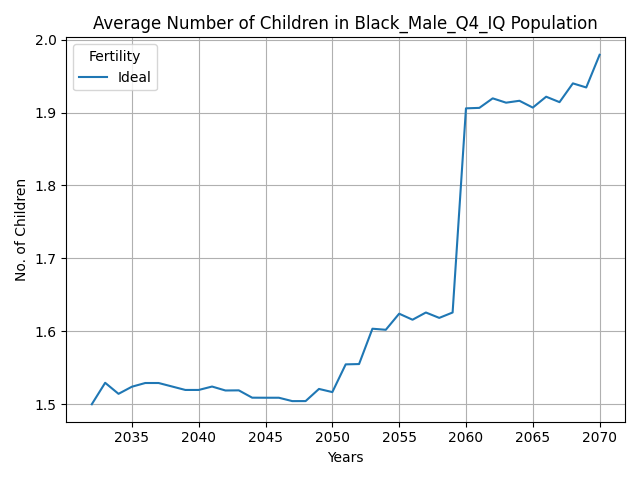 Average Number of Children in Black_Male_Q4_IQ Population
Fertility
Ideal
No. of Children
2.0
1.9
1.8
1.7
1.6
1.5
2035 2040 2045 2050 2055 2060 2065 2070
Years